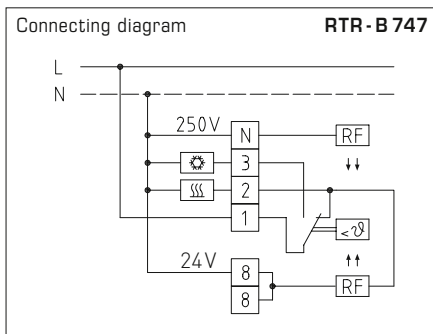 Connecting diagram RTR-B 747
L
N
250V N RF
3
2
1 <ϑ
24V 8 RF
8